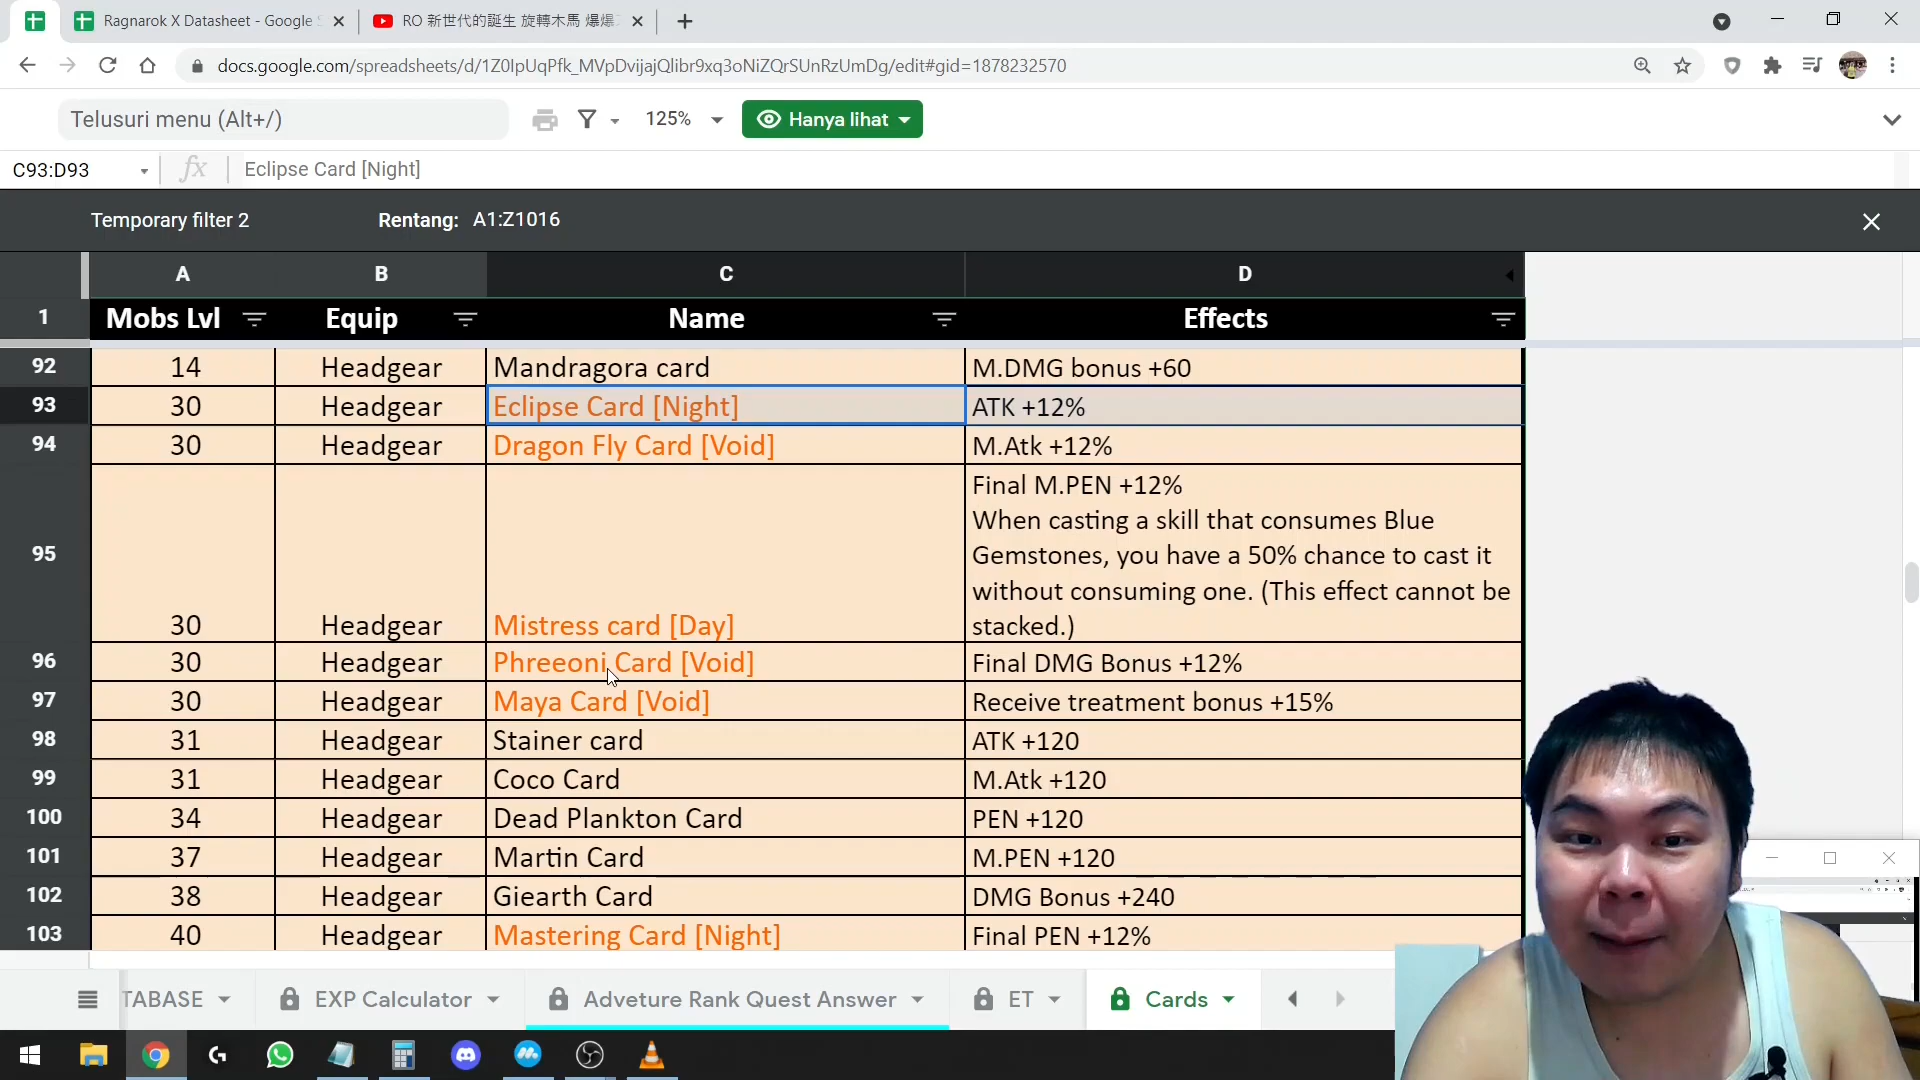 Ragnarok X Datasheet - Google
RO 新世代的誕生 旋轉木馬 爆爆
docs.google.com/spreadsheets/d/1Z0IpUqPfk_MVpDvijajQlibr9xq3oNiZQrSUnRzUmDg/edit#gid=1878232570
Telusuri menu (Alt+/)
125%
Hanya lihat
C93:D93
fx
Eclipse Card [Night]
Temporary filter 2
Rentang: A1:Z1016
A B C D
1 Mobs Lvl Equip Name Effects
92 14 Headgear Mandragora card M.DMG bonus +60
93 30 Headgear Eclipse Card [Night] ATK +12%
94 30 Headgear Dragon Fly Card [Void] M.Atk +12%
Final M.PEN +12%
When casting a skill that consumes Blue
95 Gemstones, you have a 50% chance to cast it
without consuming one. (This effect cannot be
30 Headgear Mistress card [Day] stacked.)
96 30 Headgear Phreeoni Card [Void] Final DMG Bonus +12%
97 30 Headgear Maya Card [Void] Receive treatment bonus +15%
98 31 Headgear Stainer card ATK +120
99 31 Headgear Coco Card M.Atk +120
100 34 Headgear Dead Plankton Card PEN +120
101 37 Headgear Martin Card M.PEN +120
102 38 Headgear Giearth Card DMG Bonus +240
103 40 Headgear Mastering Card [Night] Final PEN +12%
TABASE
EXP Calculator
Adveture Rank Quest Answer
ET
Cards